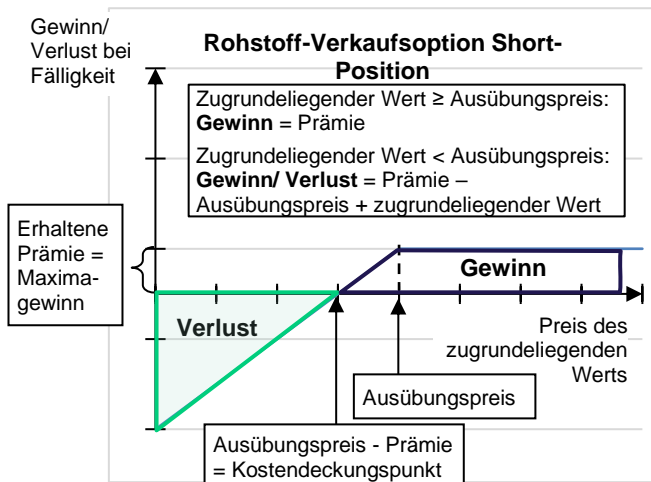 Gewinn/
Verlust bei
Fälligkeit
Rohstoff-Verkaufsoption Short-
Position
Zugrundeliegender Wert ≥ Ausübungspreis:
Gewinn = Prämie
Zugrundeliegender Wert < Ausübungspreis:
Gewinn/ Verlust = Prämie –
Ausübungspreis + zugrundeliegender Wert
Erhaltene
Prämie =
Maxima-
gewinn
Gewinn
Verlust
Preis des
zugrundeliegenden
Werts
Ausübungspreis
Ausübungspreis - Prämie
= Kostendeckungspunkt